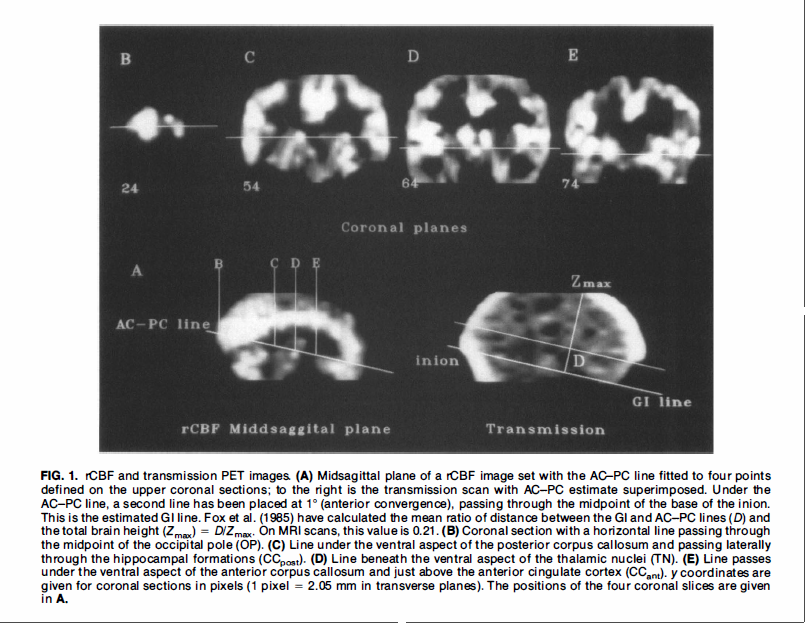 B
C
D
E
24
54
64
74
Coronal planes
A
B
C
D
E
Zmax
AC-PC line
inion
D
GI line
rCBF Middsaggital plane
Transmission
FIG. 1. rCBF and transmission PET images. (A) Midsagittal plane of a rCBF image set with the AC–PC line fitted to four points
defined on the upper coronal sections; to the right is the transmission scan with AC–PC estimate superimposed. Under the
AC–PC line, a second line has been placed at 1° (anterior convergence), passing through the midpoint of the base of the inion.
This is the estimated GI line. Fox et al. (1985) have calculated the mean ratio of distance between the GI and AC–PC lines (D) and
the total brain height (Zmax) = D/Zmax. On MRI scans, this value is 0.21. (B) Coronal section with a horizontal line passing through
the midpoint of the occipital pole (OP). (C) Line under the ventral aspect of the posterior corpus callosum and passing laterally
through the hippocampal formations (CCpost). (D) Line beneath the ventral aspect of the thalamic nuclei (TN). (E) Line passes
under the ventral aspect of the anterior corpus callosum and just above the anterior cingulate cortex (CCant). y coordinates are
given for coronal sections in pixels (1 pixel = 2.05 mm in transverse planes). The positions of the four coronal slices are given
in A.